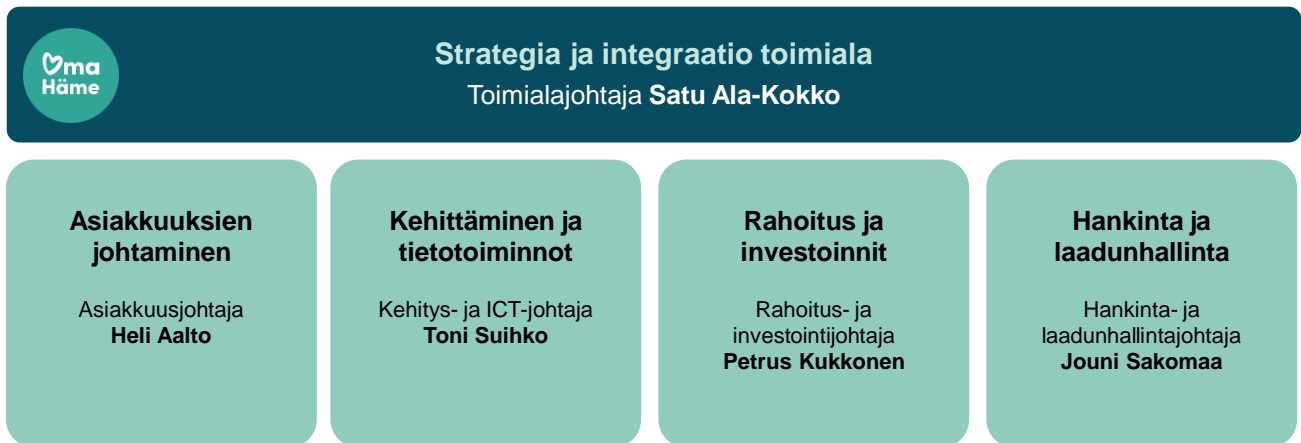 Oma
Häme
Strategia ja integraatio toimiala
Toimialajohtaja Satu Ala-Kokko
Asiakkuuksien
johtaminen
Asiakkuusjohtaja
Heli Aalto
Kehittäminen ja
tietotoiminnot
Kehitys- ja ICT-johtaja
Toni Suihko
Rahoitus ja
investoinnit
Rahoitus- ja
investointijohtaja
Petrus Kukkonen
Hankinta ja
laadunhallinta
Hankinta- ja
laadunhallintajohtaja
Jouni Sakomaa